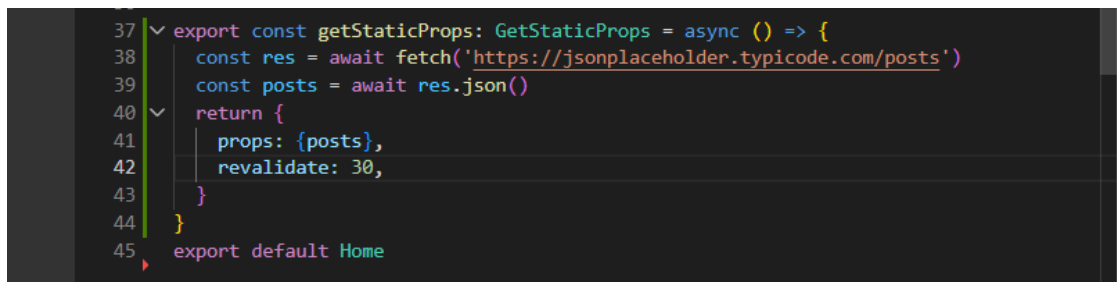 37 export const getStaticProps: GetStaticProps = async () => {
38 const res = await fetch('https://jsonplaceholder.typicode.com/posts')
39 const posts = await res.json()
40 return {
41 props: {posts},
42 revalidate: 30,
43 }
44 }
45 export default Home